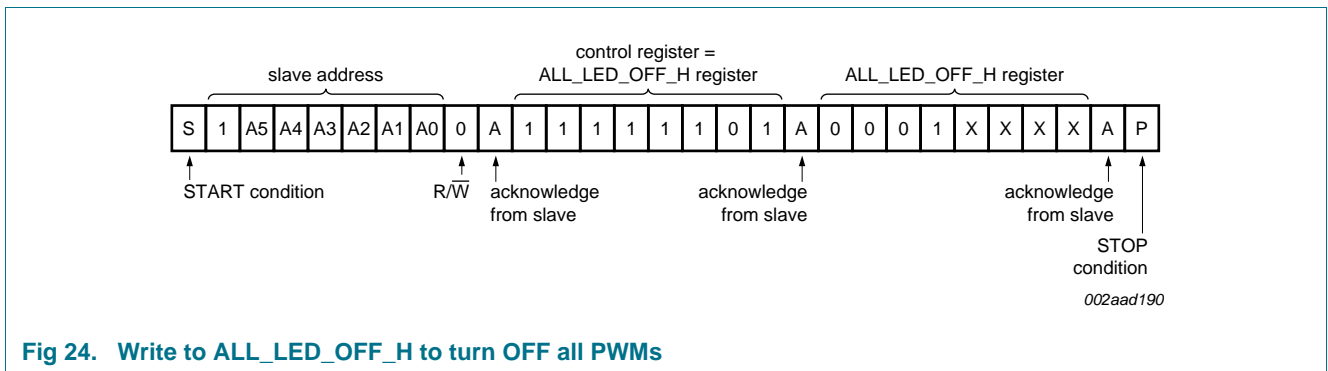 control register =
slave address ALL_LED_OFF_H register ALL_LED_OFF_H register
S 1 A5 A4 A3 A2 A1 A0 0 A 1 1 1 1 1 1 0 1 A 0 0 0 1 X X X X A P
START condition R/W̅ acknowledge from slave acknowledge from slave acknowledge from slave
STOP
condition
002aad190
Fig 24. Write to ALL_LED_OFF_H to turn OFF all PWMs